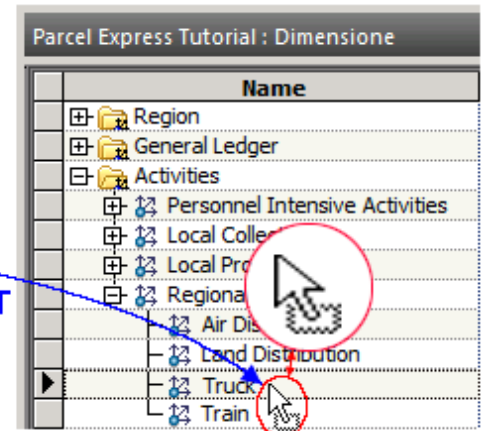 Parcel Express Tutorial : Dimensione
Name
Region
General Ledger
Activities
Personnel Intensive Activities
Local Collec
Local Pro
Regiona
T
Air Dis
Land Distribution
Truck
Train